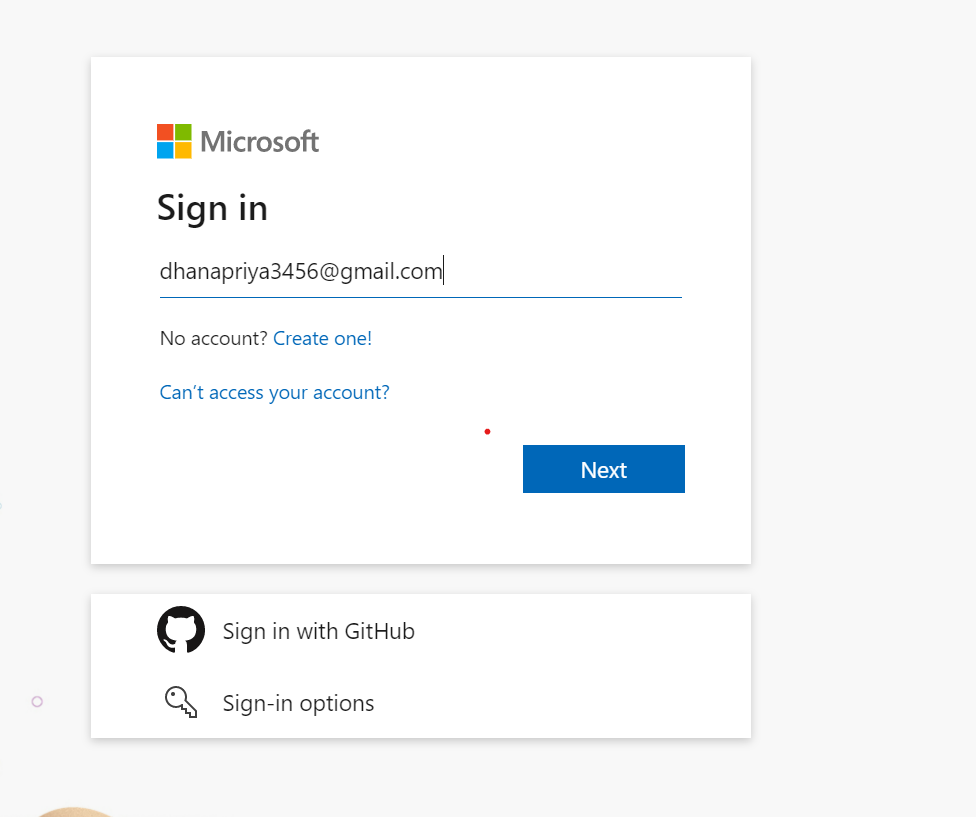 Microsoft
Sign in
dhanapriya3456@gmail.com
No account? Create one!
Can’t access your account?
Next
Sign in with GitHub
Sign-in options